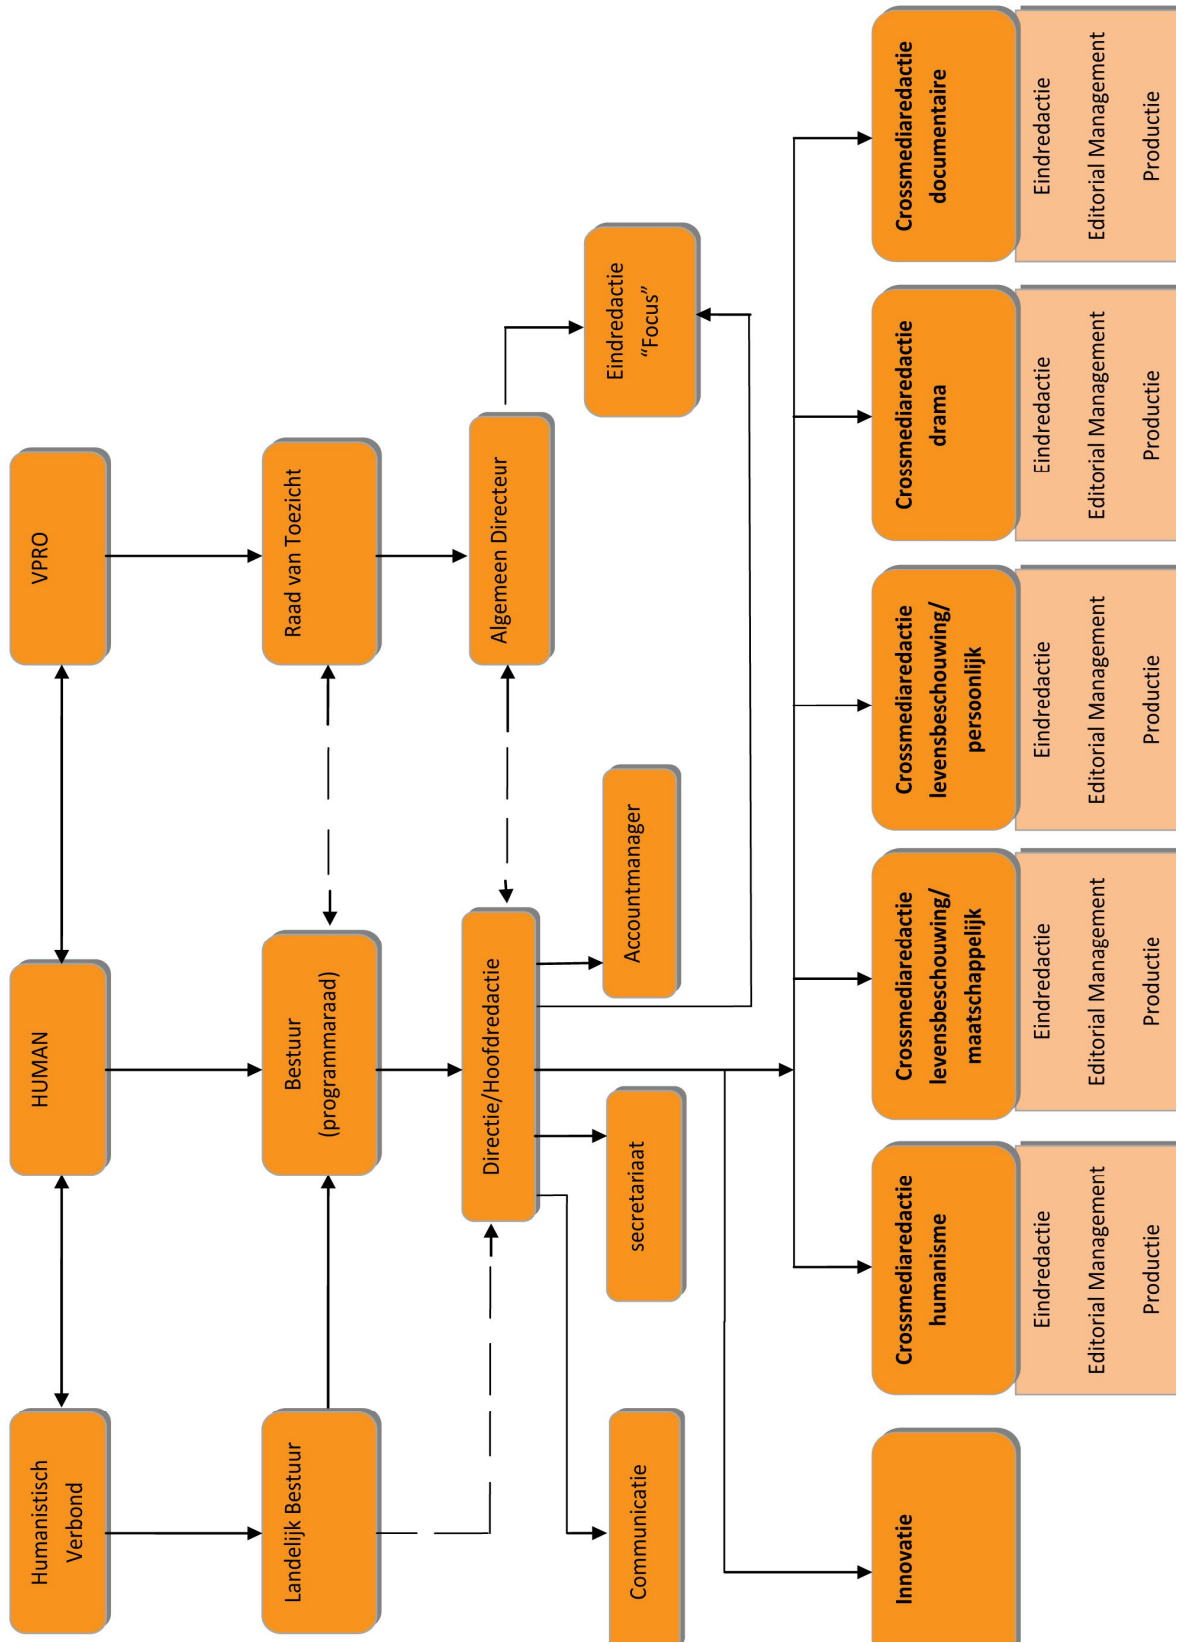 Humanistisch
Verbond
HUMAN
VPRO
Landelijk Bestuur
Bestuur
(programmaraad)
Raad van Toezicht
Directie/Hoofdredactie
Algemeen Directeur
Communicatie
secretariaat
Accountmanager
Eindredactie
“Focus”
Innovatie
Crossmediaredactie
humanisme
Eindredactie
Editorial Management
Productie
Crossmediaredactie
levensbeschouwing/
maatschappelijk
Eindredactie
Editorial Management
Productie
Crossmediaredactie
levensbeschouwing/
persoonlijk
Eindredactie
Editorial Management
Productie
Crossmediaredactie
drama
Eindredactie
Editorial Management
Productie
Crossmediaredactie
documentaire
Eindredactie
Editorial Management
Productie